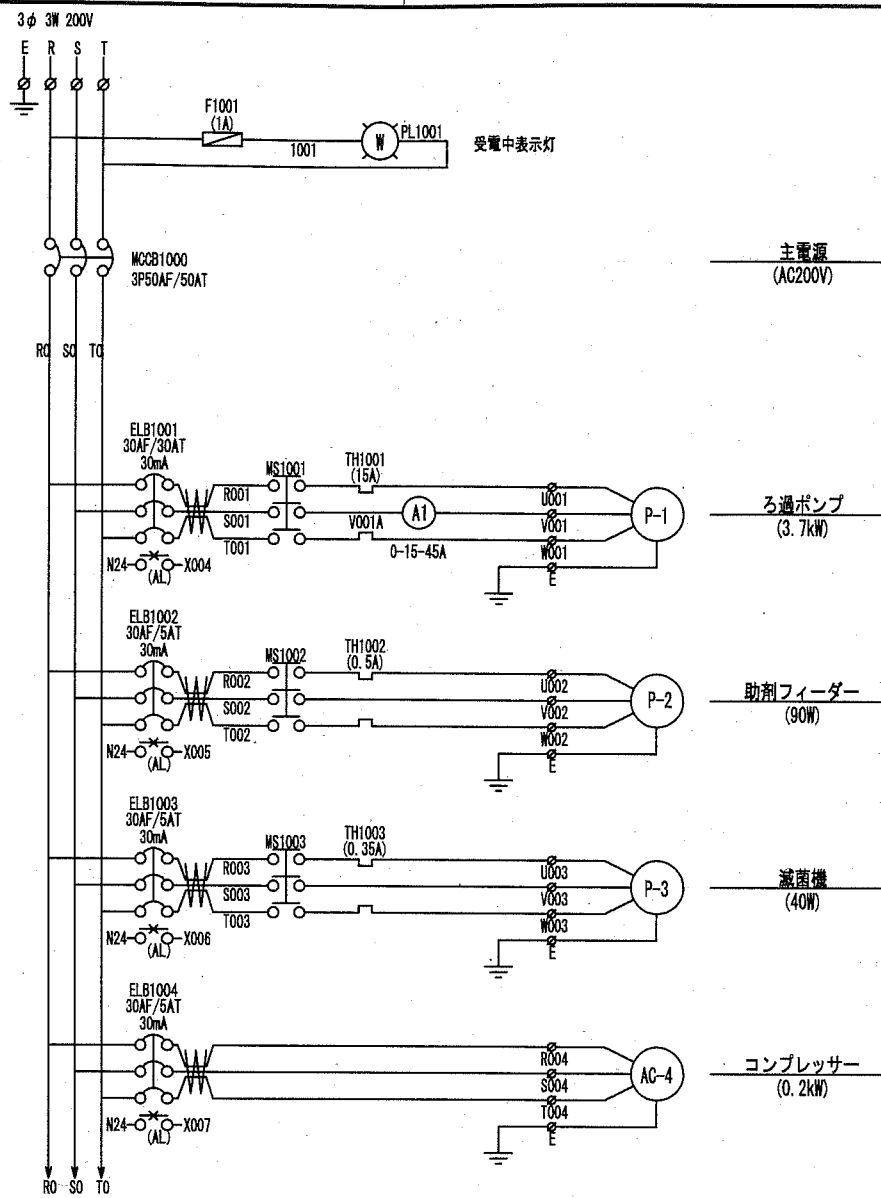 3φ 3W 200V
E R S T
F1001
(1A)
1001
W
PL1001
受電中表示灯
MCCB1000
3P50AF/50AT
主電源
(AC200V)
R0 S0 T0
ELB1001
30AF/30AT
30mA
MS1001
TH1001
(15A)
R001
S001
T001
V001A
A1
0-15-45A
U001
V001
W001
E
P-1
ろ過ポンプ
(3.7kW)
N24
(AL)
X004
ELB1002
30AF/5AT
30mA
MS1002
TH1002
(0.5A)
R002
S002
T002
U002
V002
W002
E
P-2
助剤フィーダー
(90W)
N24
(AL)
X005
ELB1003
30AF/5AT
30mA
MS1003
TH1003
(0.35A)
R003
S003
T003
U003
V003
W003
E
P-3
滅菌機
(40W)
N24
(AL)
X006
ELB1004
30AF/5AT
30mA
R004
S004
T004
E
AC-4
コンプレッサー
(0.2kW)
N24
(AL)
X007
R0 S0 T0